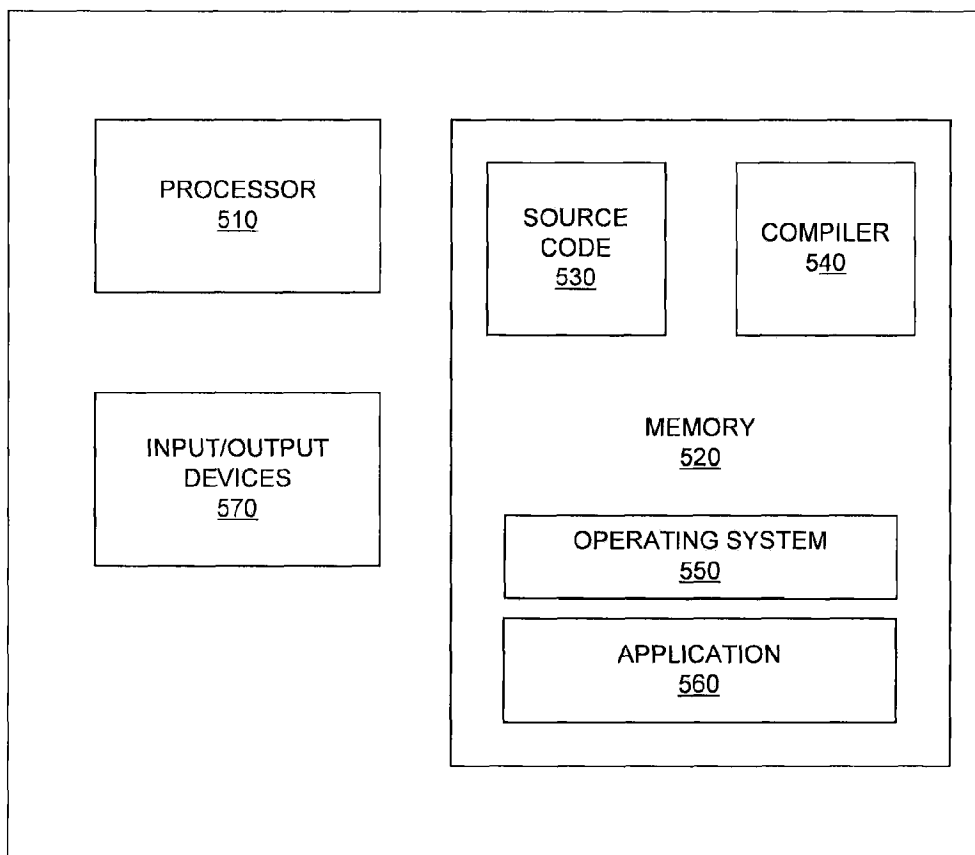 PROCESSOR
510
SOURCE
CODE
530
COMPILER
540
INPUT/OUTPUT
DEVICES
570
MEMORY
520
OPERATING SYSTEM
550
APPLICATION
560